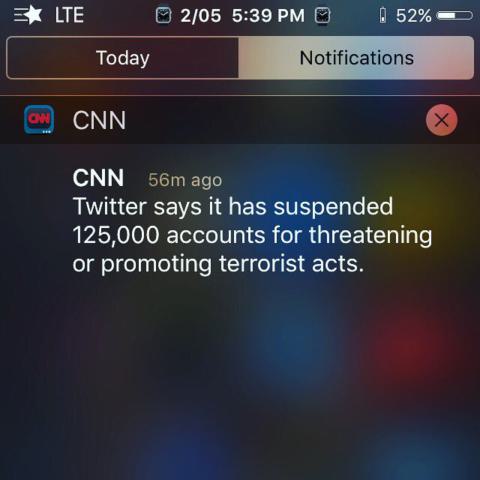 LTE 2/05 5:39 PM 52%
Today Notifications
CNN CNN
CNN 56m ago
Twitter says it has suspended
125,000 accounts for threatening
or promoting terrorist acts.